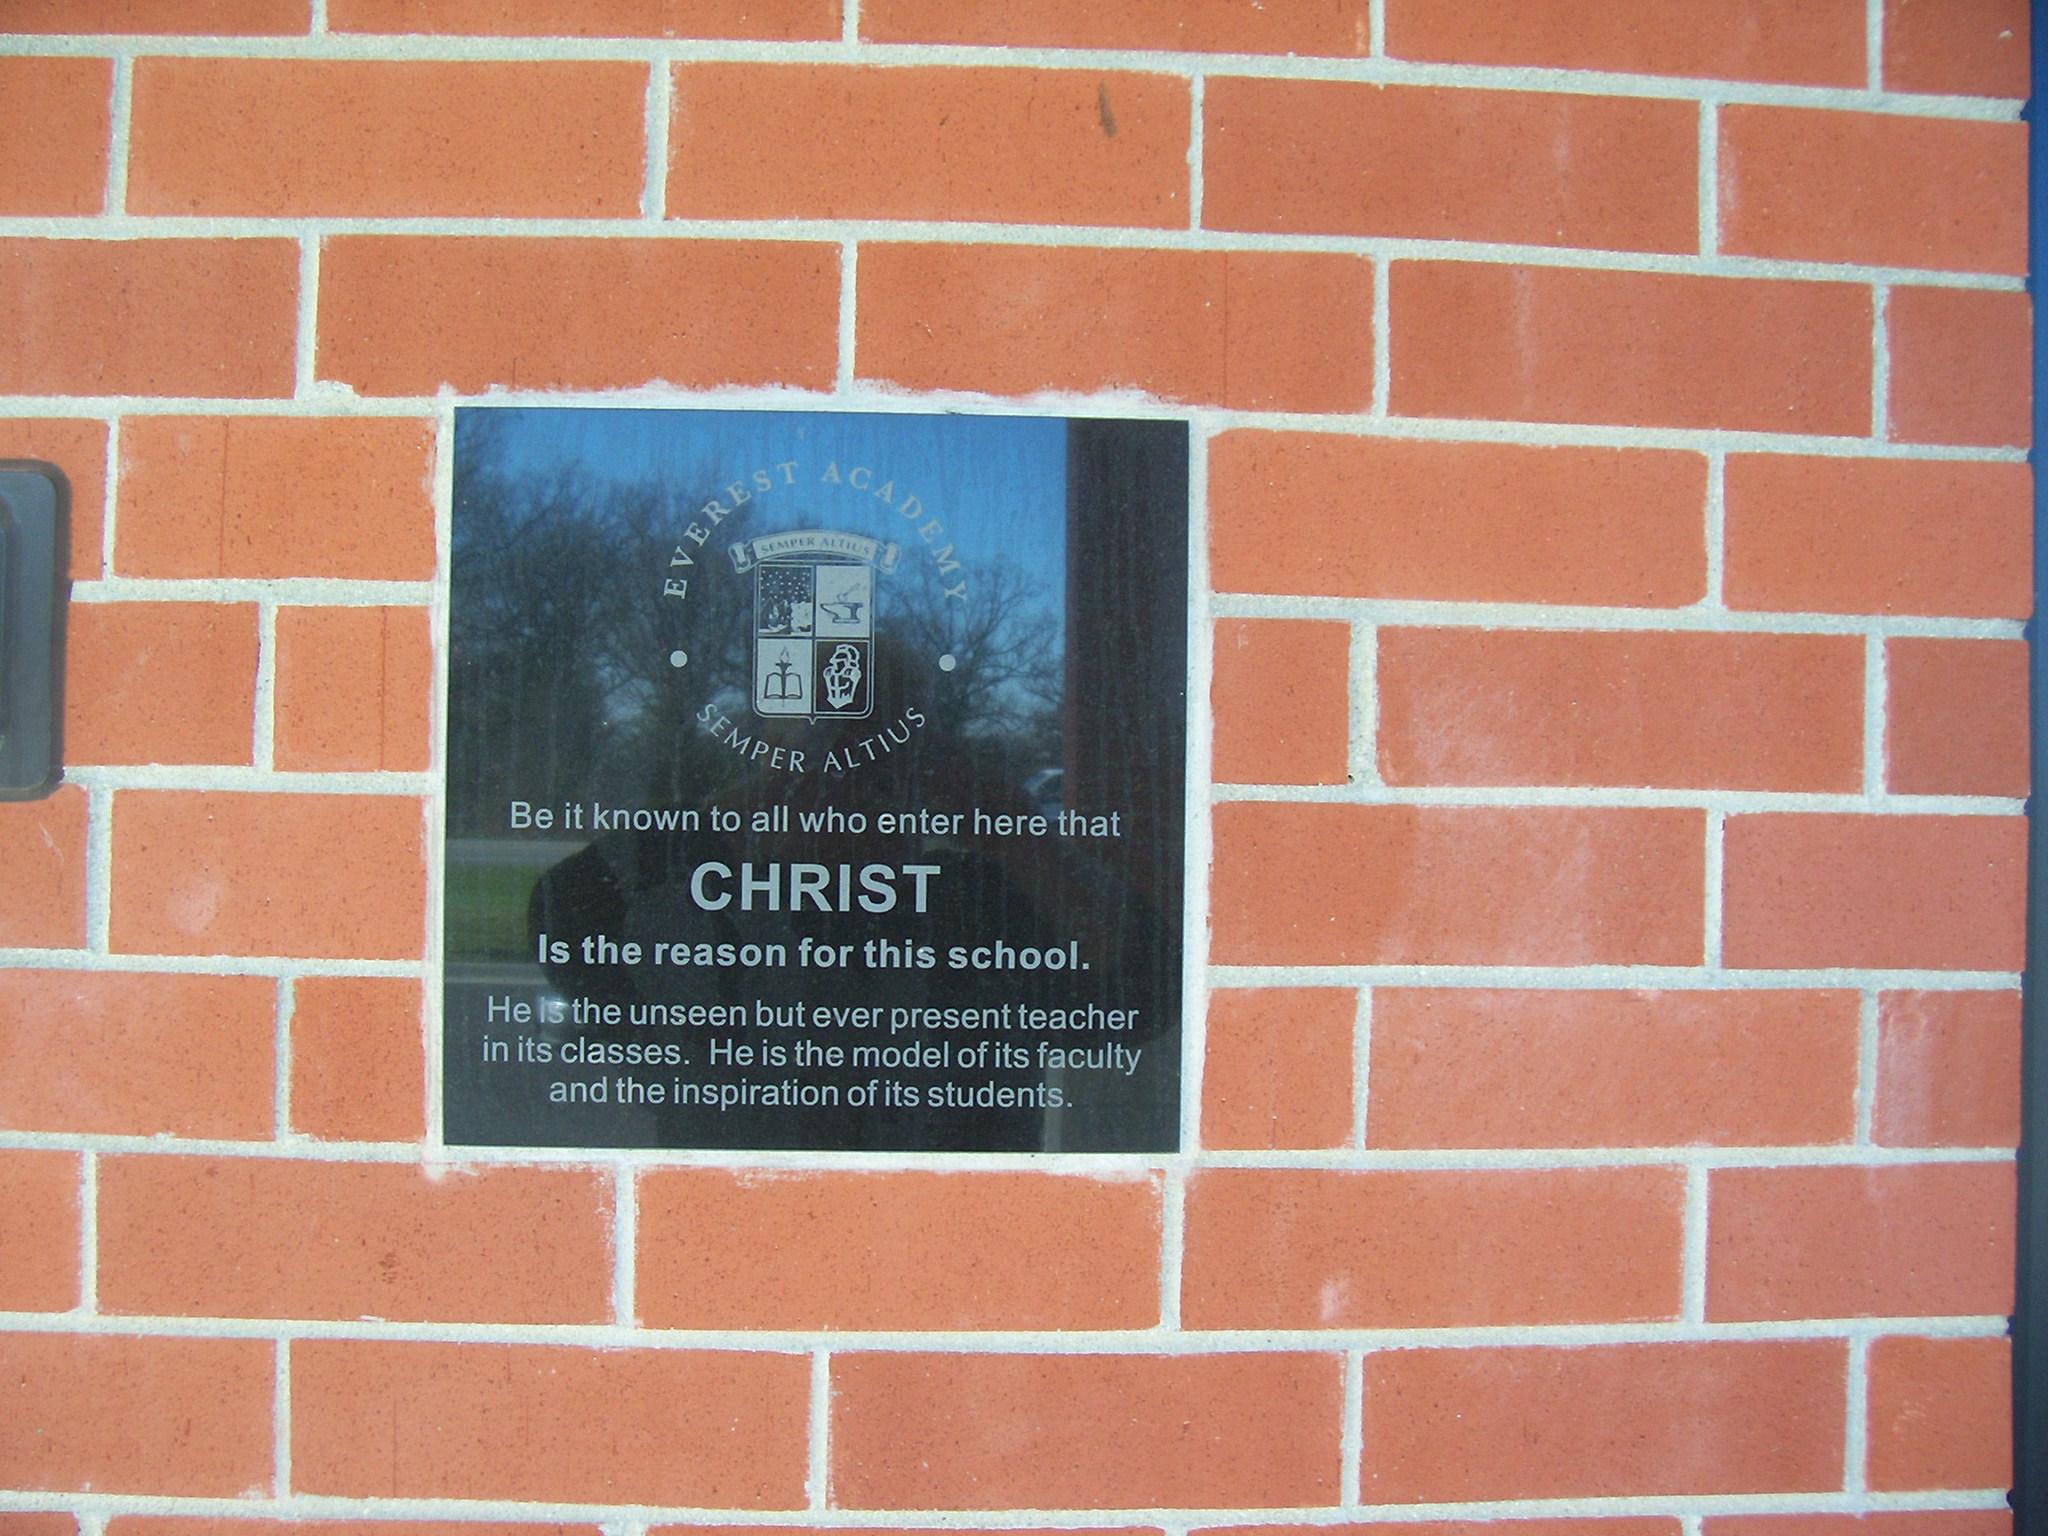 EVEREST ACADEMY
SEMPER ALTIUS
SEMPER ALTIUS
Be it known to all who enter here that
CHRIST
Is the reason for this school.
He is the unseen but ever present teacher
in its classes. He is the model of its faculty
and the inspiration of its students.